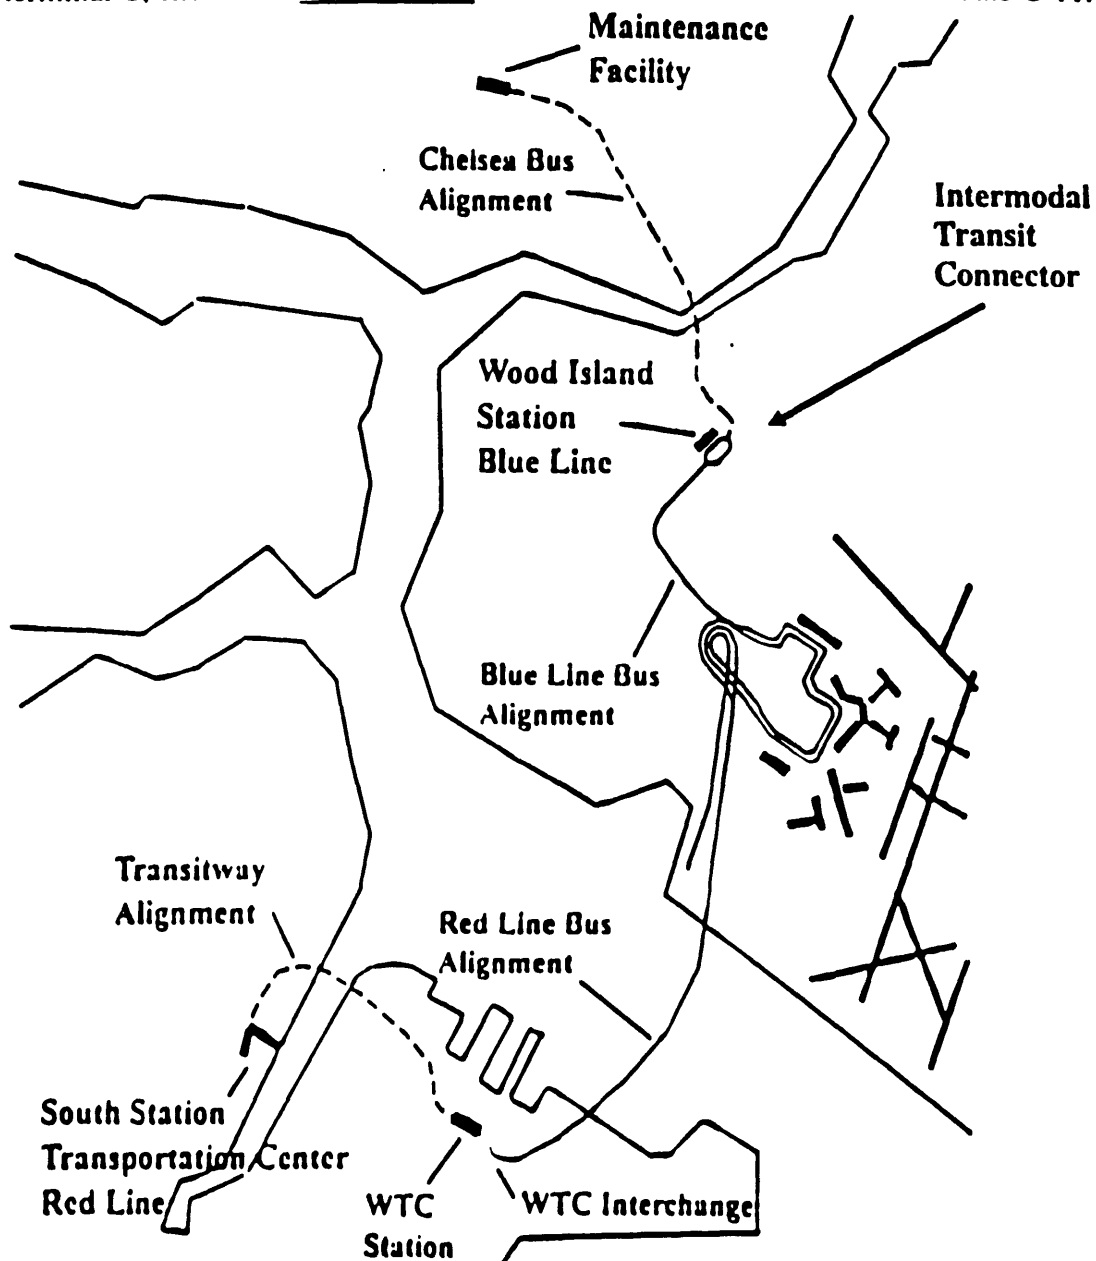 Maintenance
Facility
Chelsea Bus
Alignment
Intermodal
Transit
Connector
Wood Island
Station
Blue Line
Blue Line Bus
Alignment
Transitway
Alignment
Red Line Bus
Alignment
South Station
Transportation Center
Red Line
WTC
Station
WTC Interchange